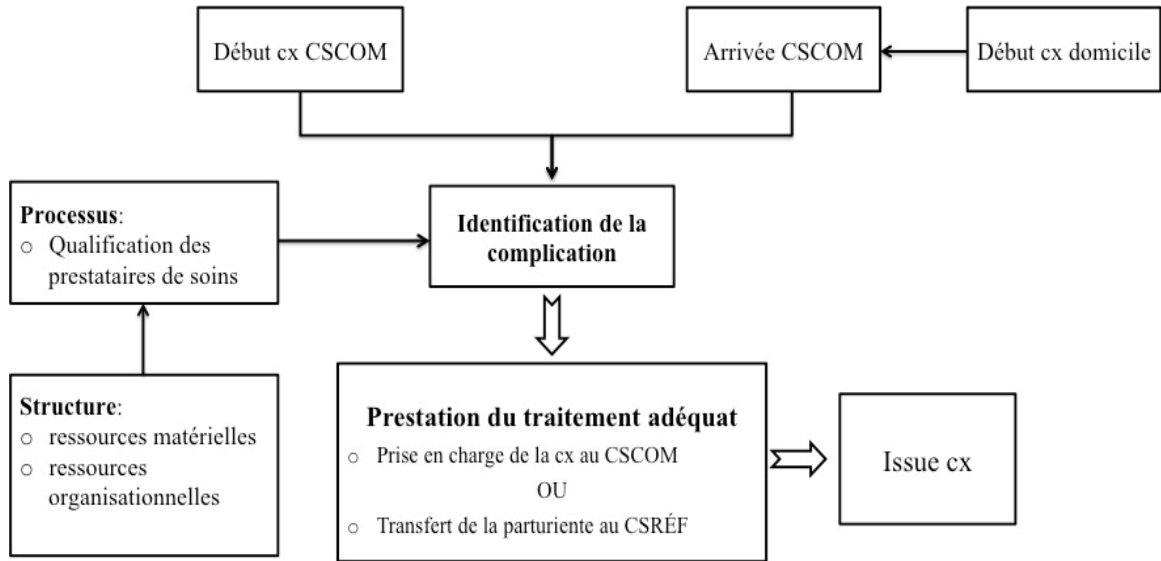 Début cx CSCOM
Arrivée CSCOM
Début cx domicile
Processus:
○ Qualification des
prestataires de soins
Identification de la
complication
Structure:
○ ressources matérielles
○ ressources
organisationnelles
Prestation du traitement adéquat
○ Prise en charge de la cx au CSCOM
OU
○ Transfert de la parturiente au CSRÉF
Issue cx